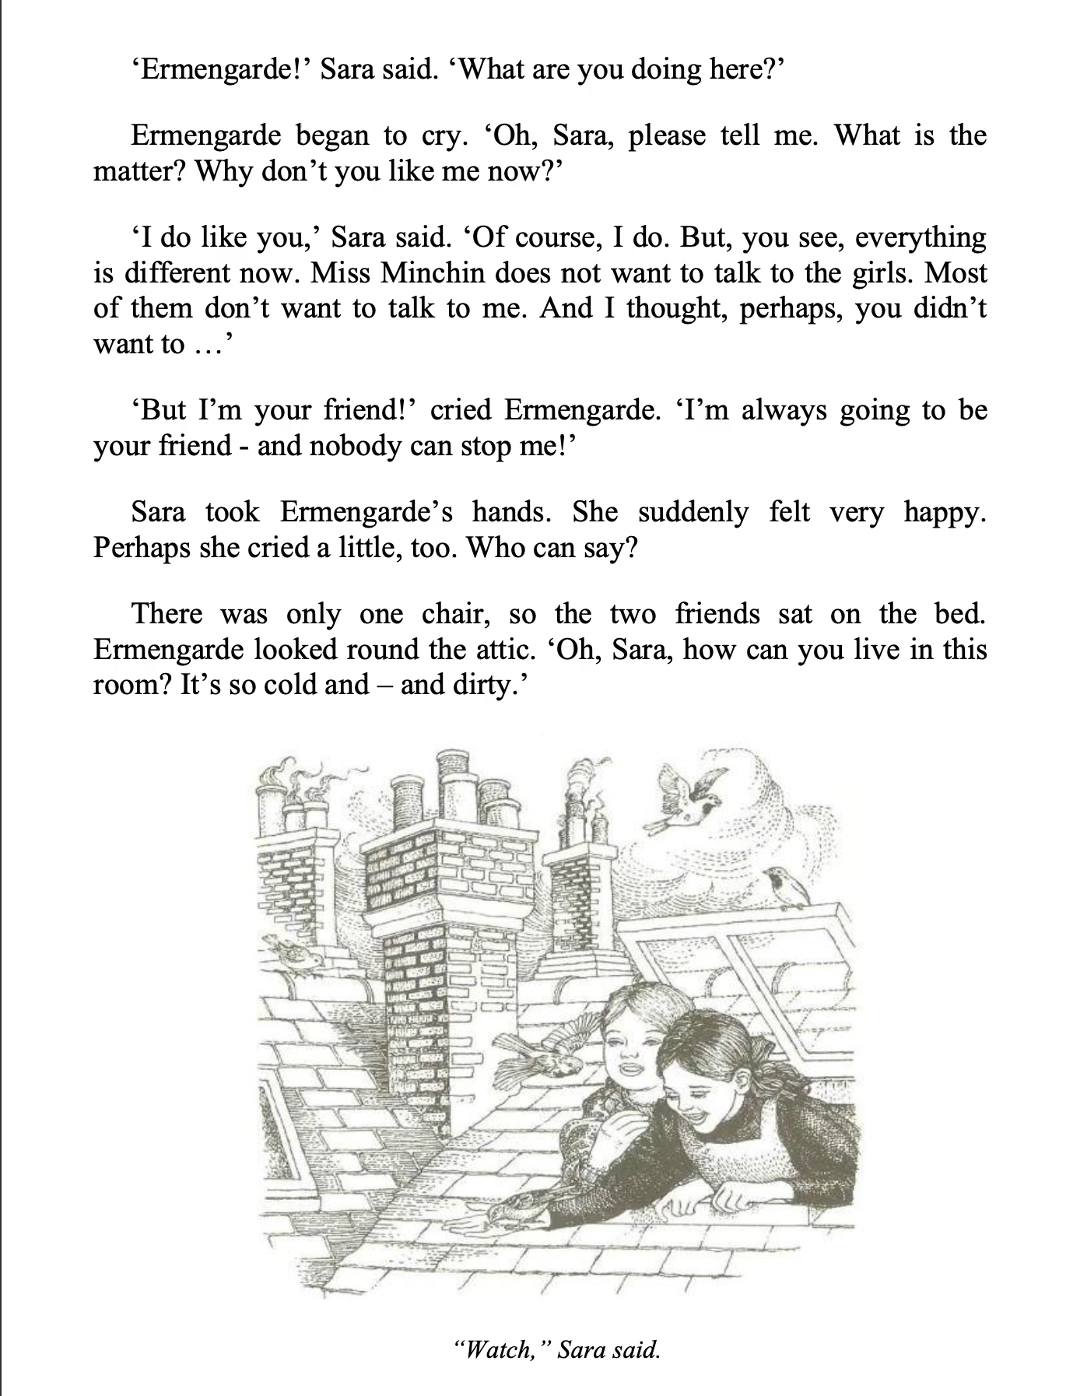 ‘Ermengarde!’ Sara said. ‘What are you doing here?’
Ermengarde began to cry. ‘Oh, Sara, please tell me. What is the
matter? Why don’t you like me now?’
‘I do like you,’ Sara said. ‘Of course, I do. But, you see, everything
is different now. Miss Minchin does not want to talk to the girls. Most
of them don’t want to talk to me. And I thought, perhaps, you didn’t
want to …’
‘But I’m your friend!’ cried Ermengarde. ‘I’m always going to be
your friend - and nobody can stop me!’
Sara took Ermengarde’s hands. She suddenly felt very happy.
Perhaps she cried a little, too. Who can say?
There was only one chair, so the two friends sat on the bed.
Ermengarde looked round the attic. ‘Oh, Sara, how can you live in this
room? It’s so cold and – and dirty.’
“Watch,” Sara said.